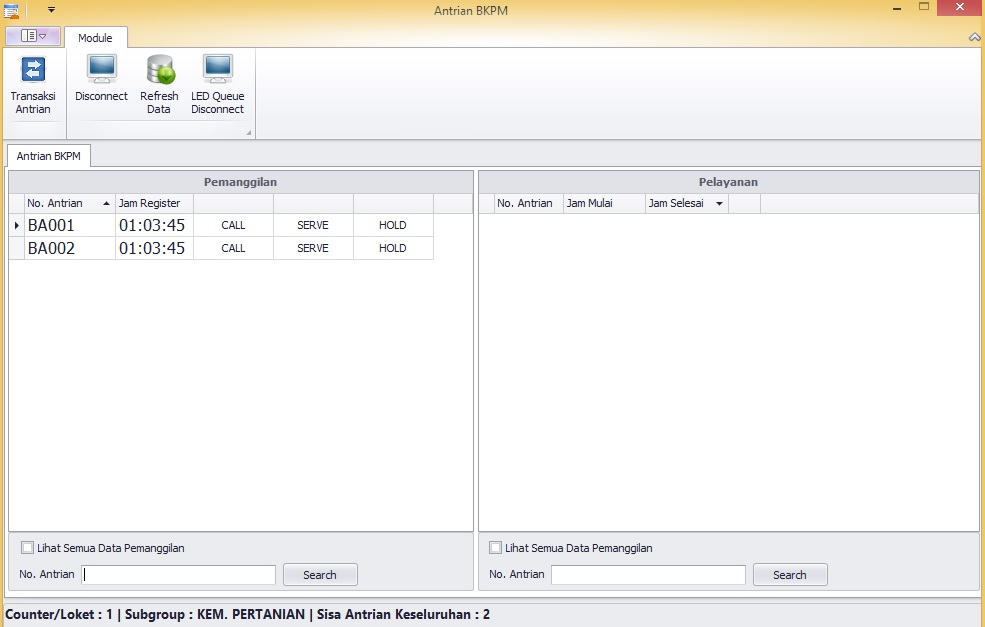 Antrian BKPM
Module
Transaksi Antrian
Disconnect
Refresh Data
LED Queue Disconnect
Antrian BKPM
Pemanggilan
No. Antrian Jam Register
BA001 01:03:45 CALL SERVE HOLD
BA002 01:03:45 CALL SERVE HOLD
Lihat Semua Data Pemanggilan
No. Antrian Search
Pelayanan
No. Antrian Jam Mulai Jam Selesai
Lihat Semua Data Pemanggilan
No. Antrian Search
Counter/Loket : 1 | Subgroup : KEM. PERTANIAN | Sisa Antrian Keseluruhan : 2